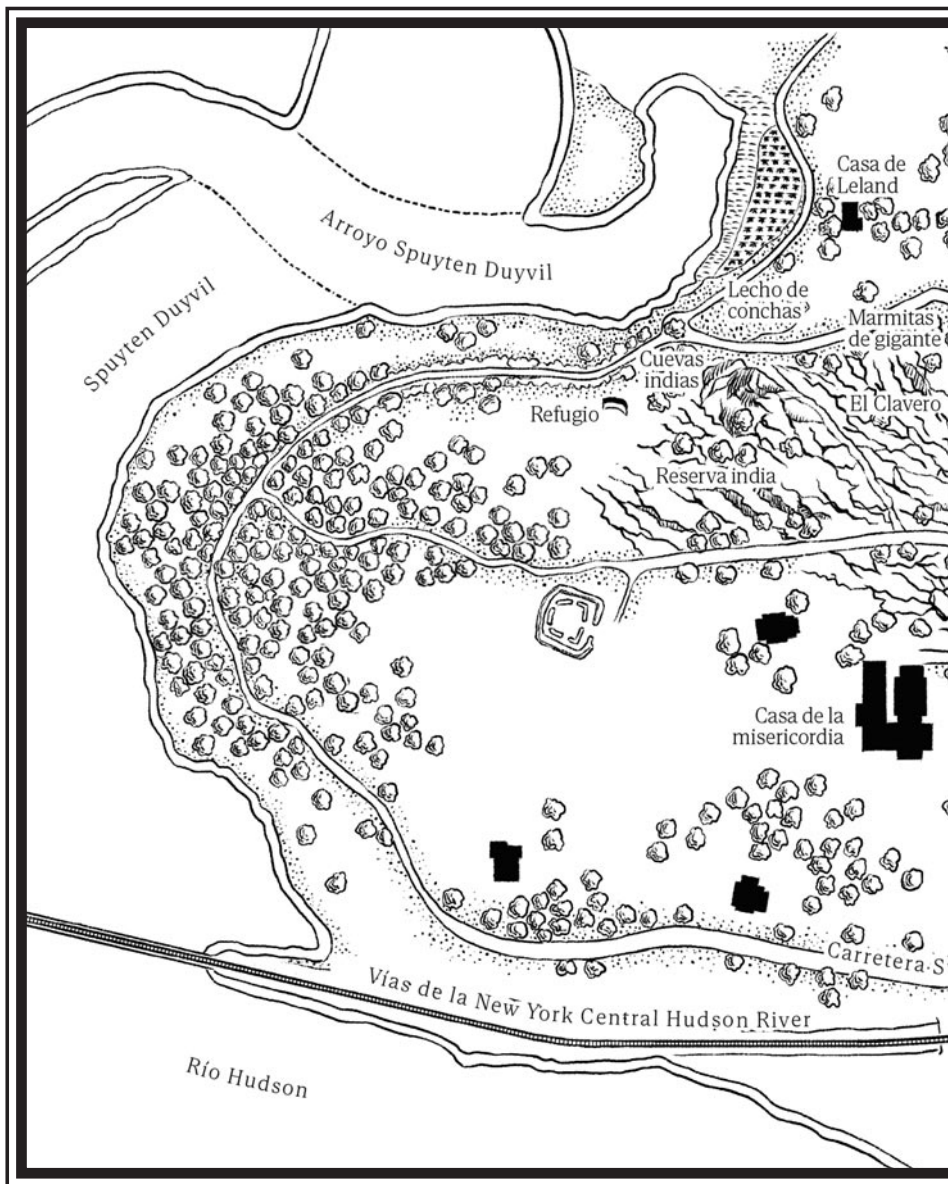 Casa de
Leland
Arroyo Spuyten Duyvil
Spuyten Duyvil
Lecho de
conchas
Marmitas
de gigante
Cuevas
indias
El Clavero
Refugio
Reserva india
Casa de la
misericordia
Carretera S
Vías de la New York Central Hudson River
Río Hudson